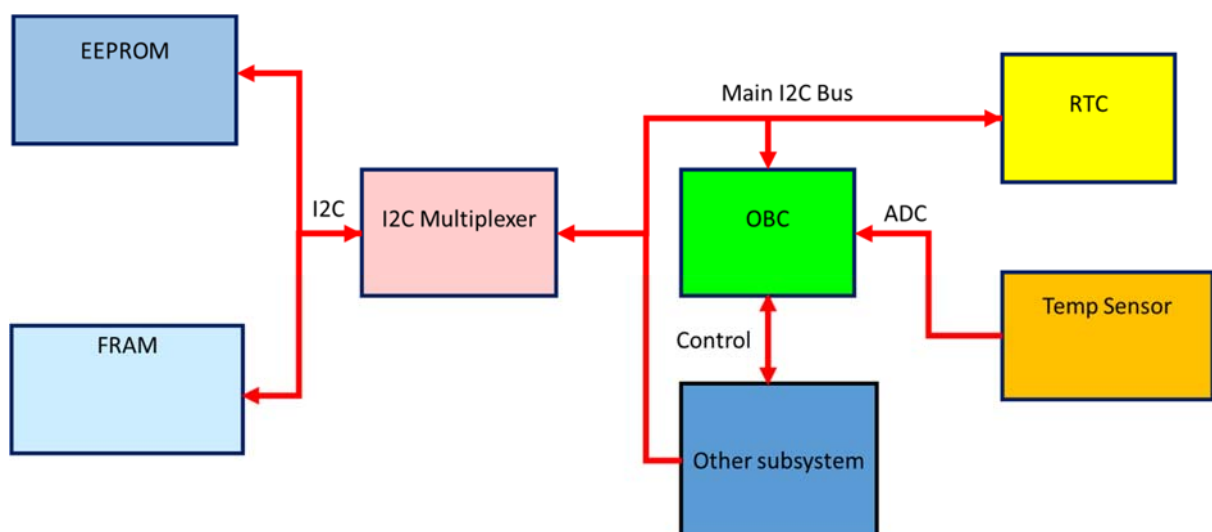 EEPROM
Main I2C Bus
RTC
I2C
I2C Multiplexer
OBC
ADC
FRAM
Control
Temp Sensor
Other subsystem